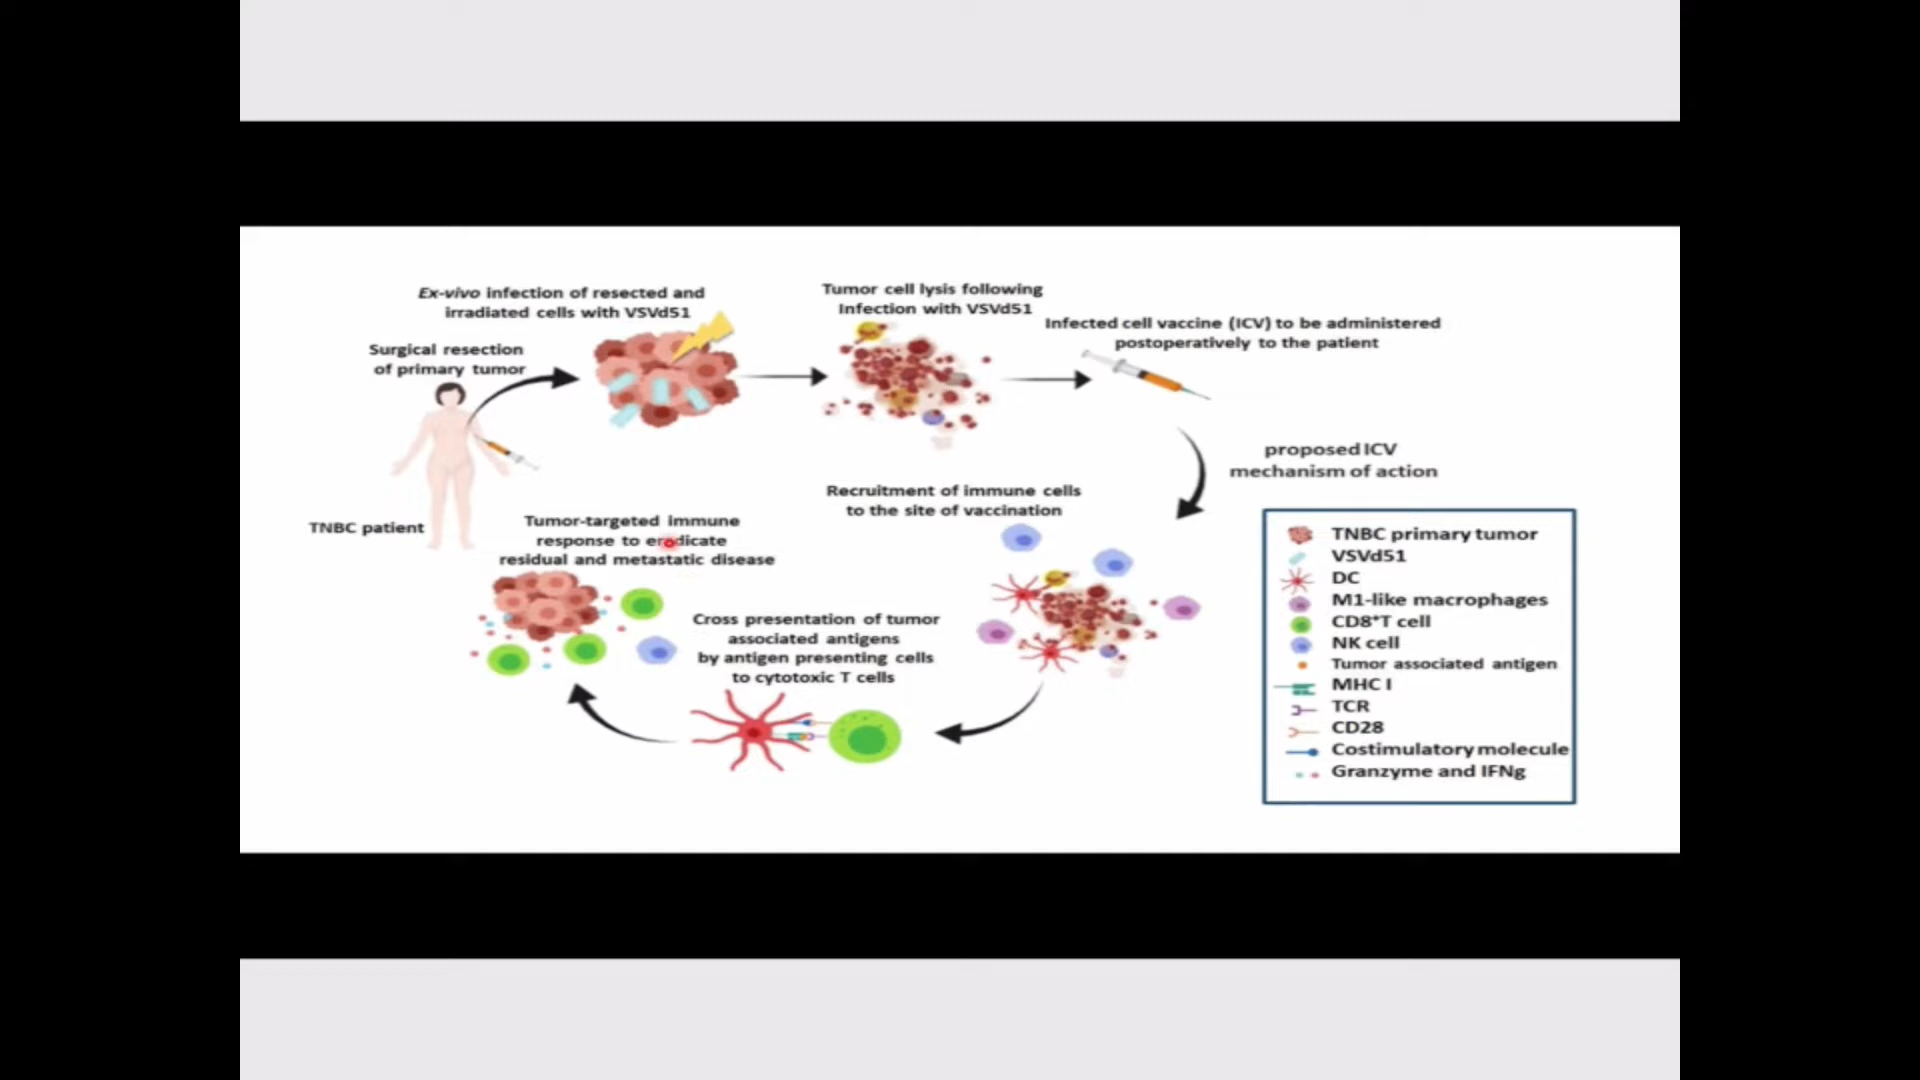 Ex-vivo infection of resected and
irradiated cells with VSVd51
Tumor cell lysis following
Infection with VSVd51
Infected cell vaccine (ICV) to be administered
postoperatively to the patient
Surgical resection
of primary tumor
TNBC patient
proposed ICV
mechanism of action
Recruitment of immune cells
to the site of vaccination
Tumor-targeted immune
response to eradicate
residual and metastatic disease
Cross presentation of tumor
associated antigens
by antigen presenting cells
to cytotoxic T cells
TNBC primary tumor
VSVd51
DC
M1-like macrophages
CD8⁺T cell
NK cell
Tumor associated antigen
MHC I
TCR
CD28
Costimulatory molecule
Granzyme and IFNg